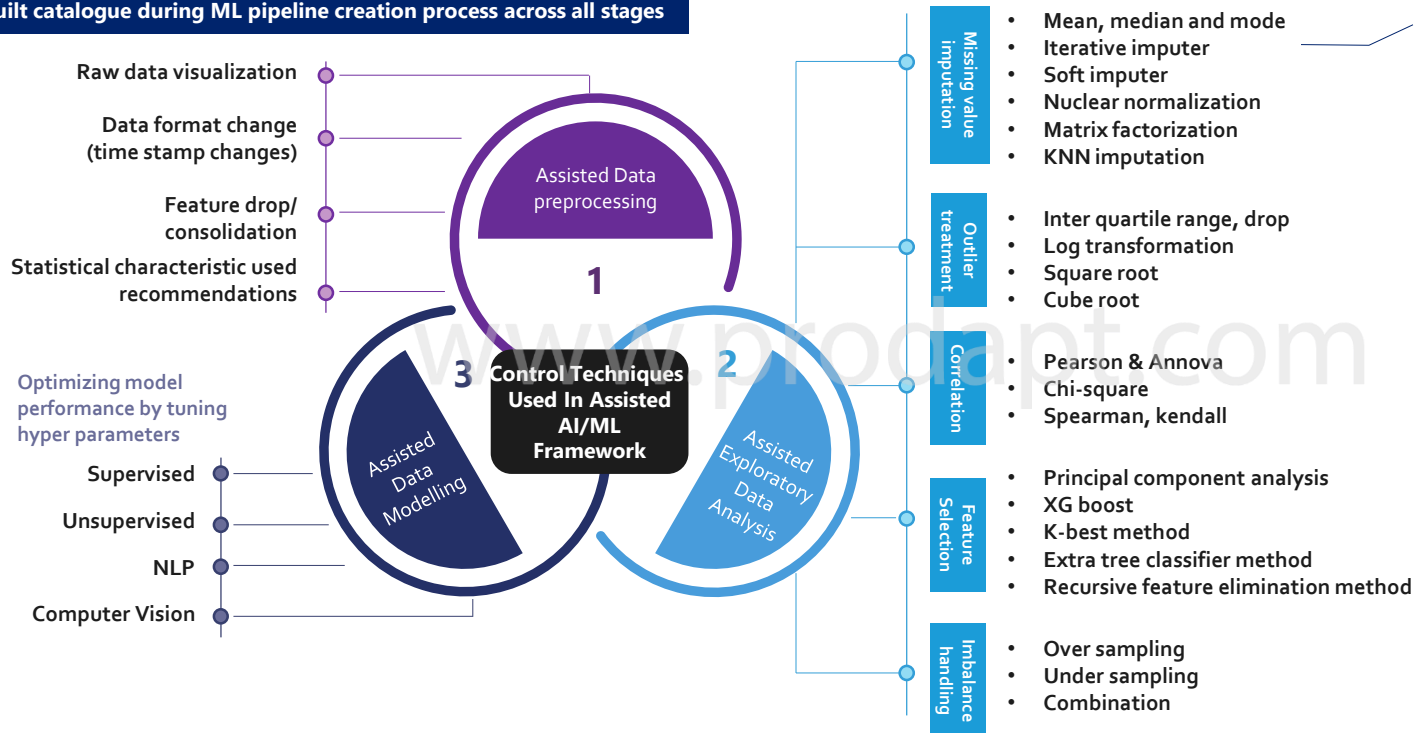 uilt catalogue during ML pipeline creation process across all stages
Raw data visualization
Data format change
(time stamp changes)
Feature drop/
consolidation
Statistical characteristic used
recommendations
Assisted Data
preprocessing
1
Optimizing model
performance by tuning
hyper parameters
Supervised
Unsupervised
NLP
Computer Vision
3
Assisted
Data
Modelling
Control Techniques
Used In Assisted
AI/ML
Framework
2
Assisted
Exploratory
Data
Analysis
Missing value
imputation
• Mean, median and mode
• Iterative imputer
• Soft imputer
• Nuclear normalization
• Matrix factorization
• KNN imputation
Outlier
treatment
• Inter quartile range, drop
• Log transformation
• Square root
• Cube root
Correlation
• Pearson & Annova
• Chi-square
• Spearman, kendall
Feature
Selection
• Principal component analysis
• XG boost
• K-best method
• Extra tree classifier method
• Recursive feature elimination method
Imbalance
handling
• Over sampling
• Under sampling
• Combination
www.prodapt.com